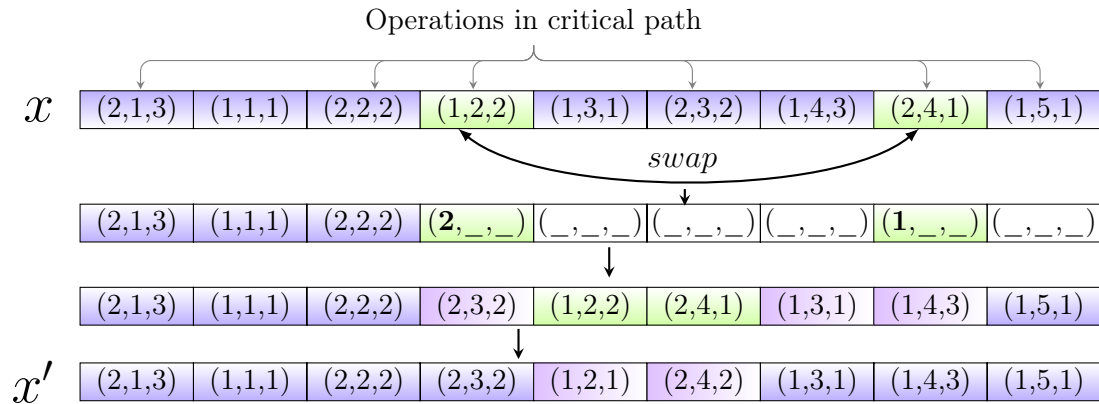 Operations in critical path
x (2,1,3) (1,1,1) (2,2,2) (1,2,2) (1,3,1) (2,3,2) (1,4,3) (2,4,1) (1,5,1)
swap
(2,1,3) (1,1,1) (2,2,2) (2,_,_) (_,_,_) (_,_,_) (_,_,_) (1,_,_) (_,_,_)
(2,1,3) (1,1,1) (2,2,2) (2,3,2) (1,2,2) (2,4,1) (1,3,1) (1,4,3) (1,5,1)
x′ (2,1,3) (1,1,1) (2,2,2) (2,3,2) (1,2,1) (2,4,2) (1,3,1) (1,4,3) (1,5,1)